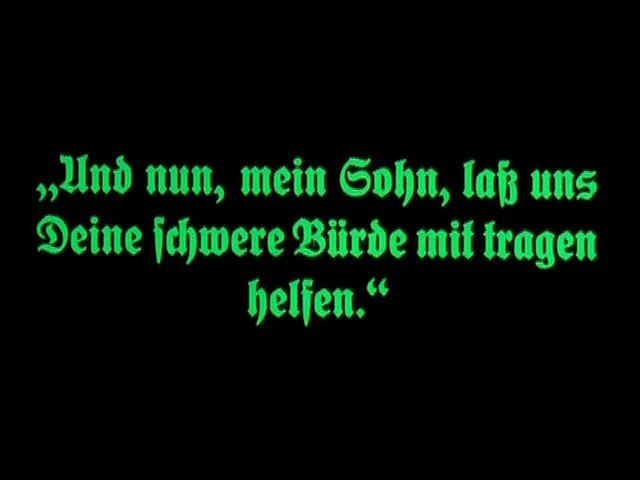 „Und nun, mein Sohn, laß uns
Deine schwere Bürde mit tragen
helfen.“